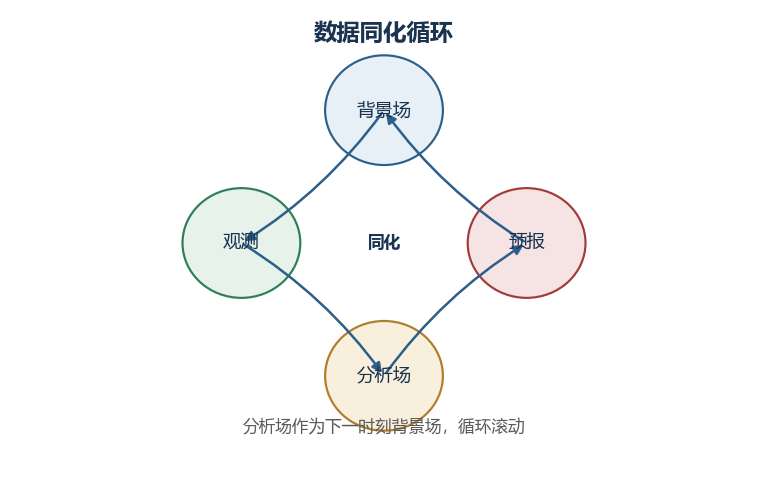 数据同化循环
背景场
观测
同化
预报
分析场
分析场作为下一时刻背景场，循环滚动